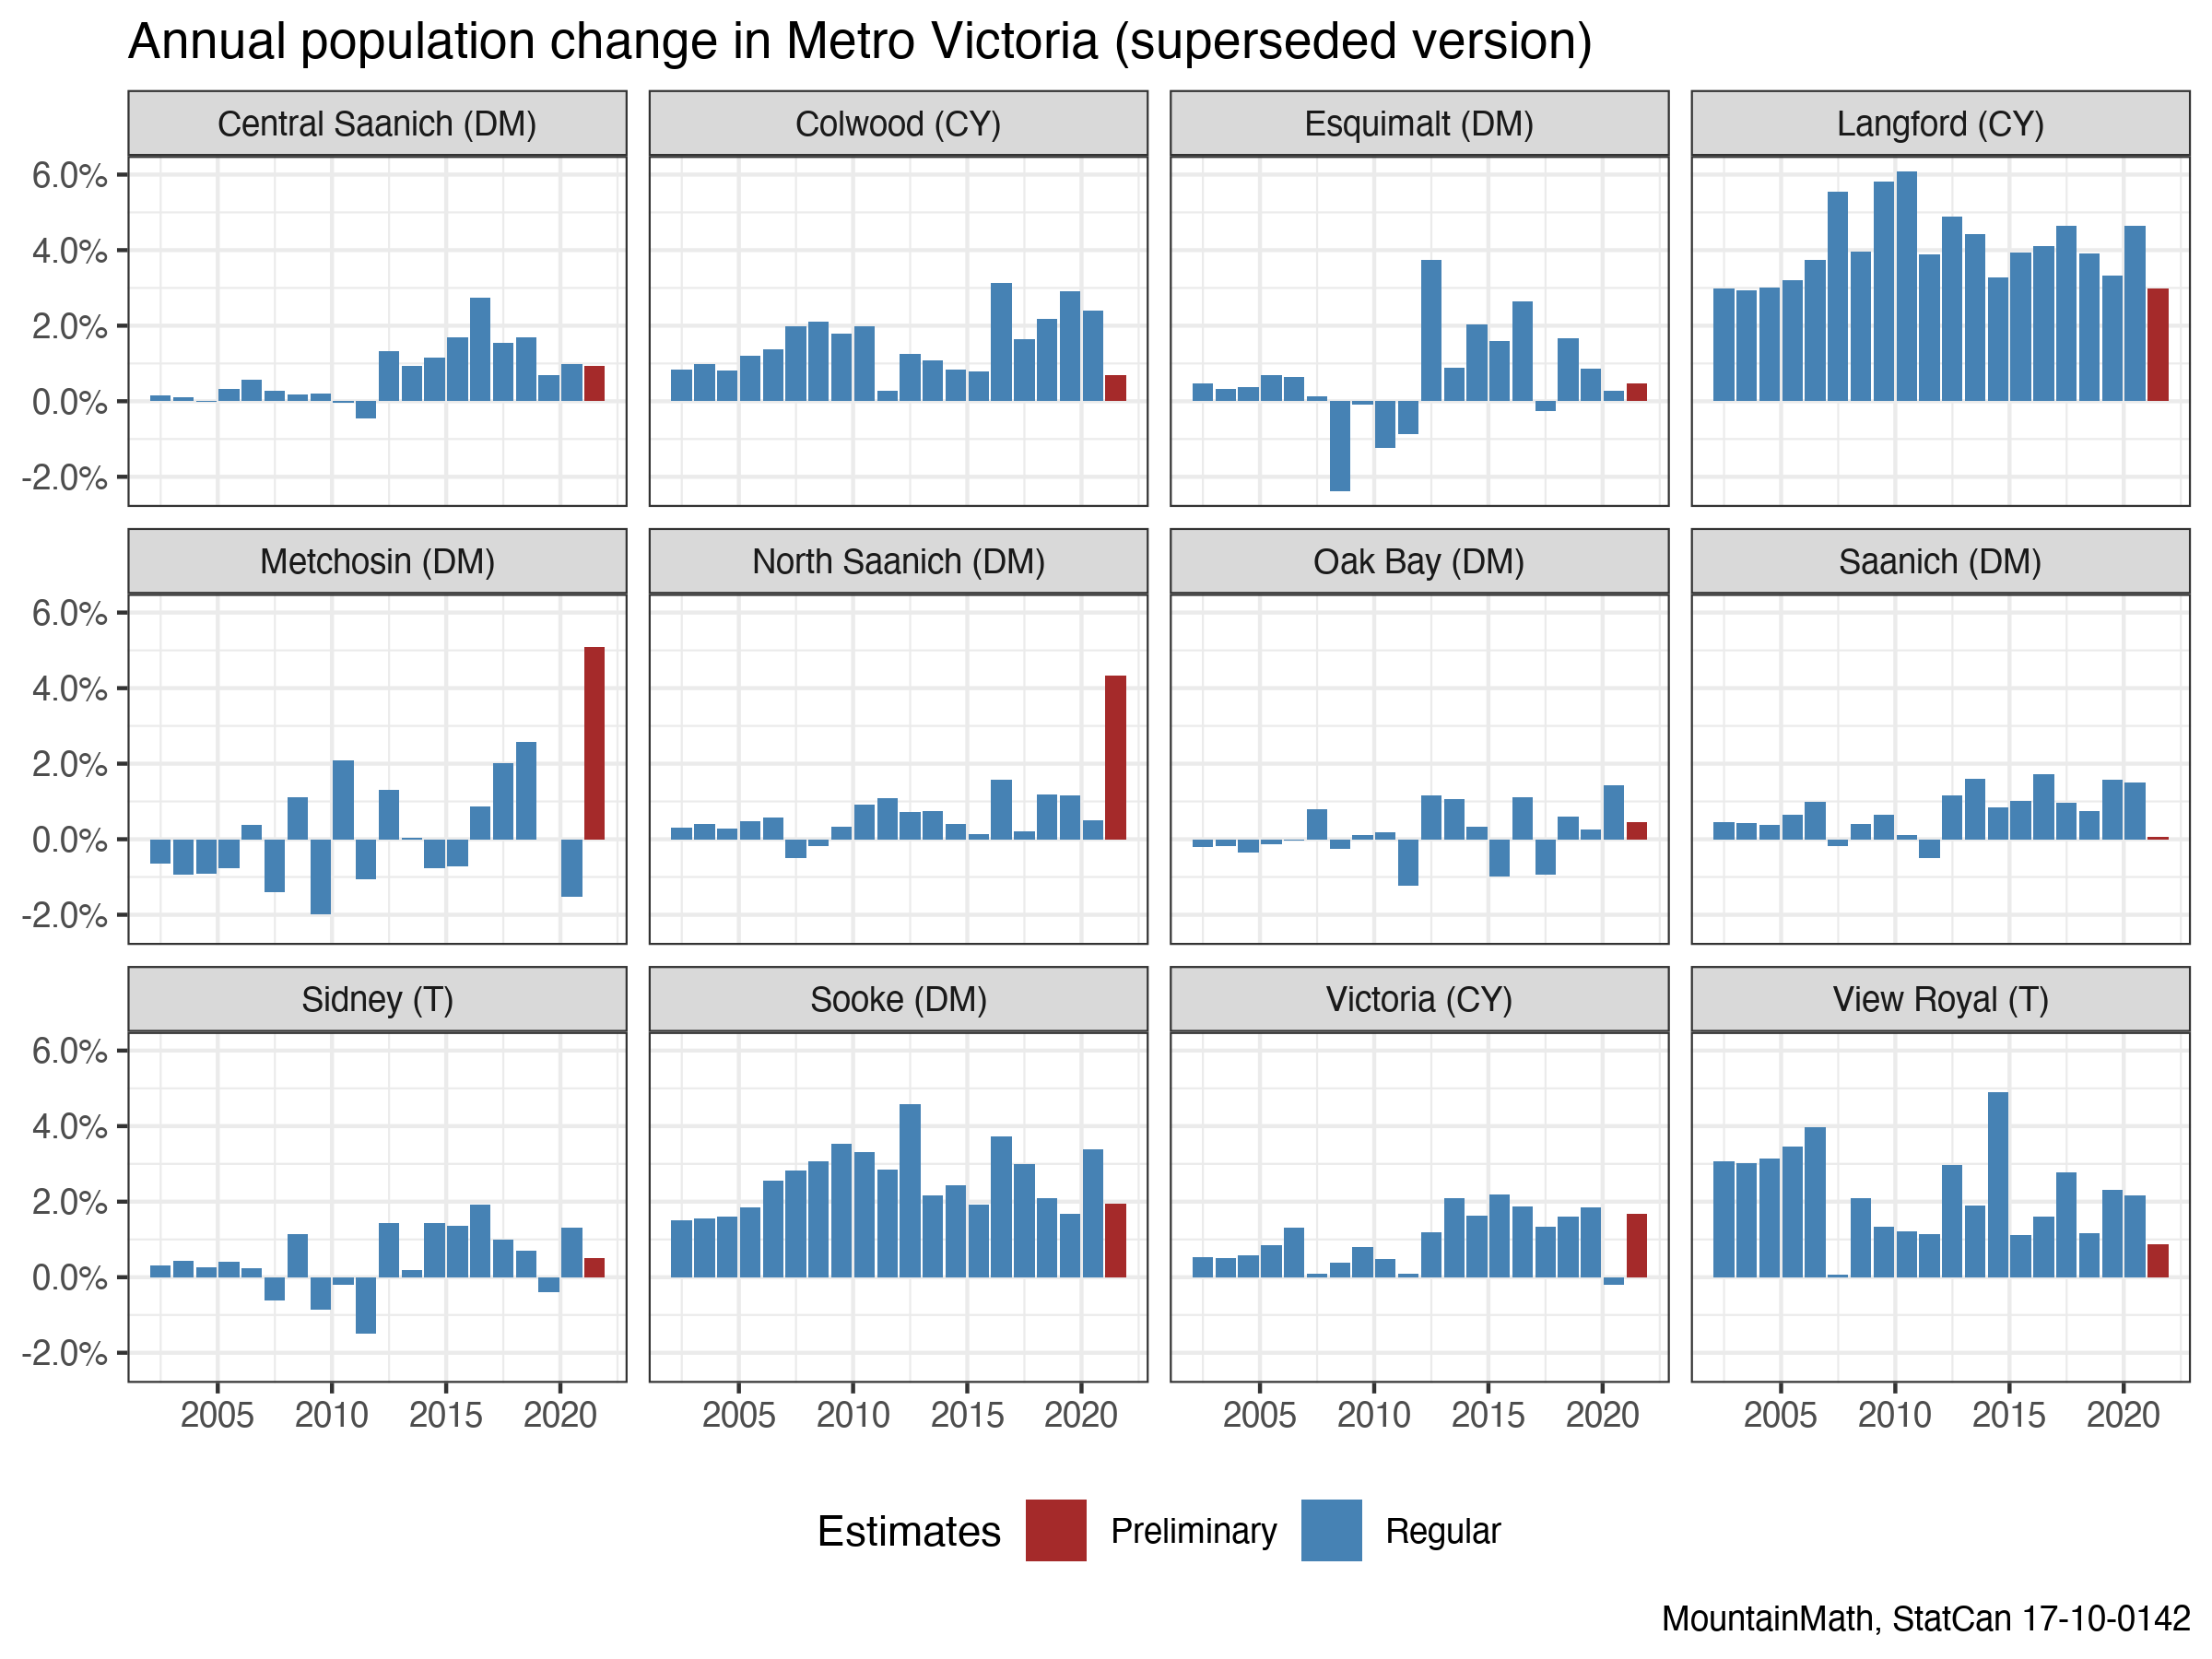 Annual population change in Metro Victoria (superseded version)
Central Saanich (DM)
Colwood (CY)
Esquimalt (DM)
Langford (CY)
6.0%
4.0%
2.0%
0.0%
-2.0%
Metchosin (DM)
North Saanich (DM)
Oak Bay (DM)
Saanich (DM)
6.0%
4.0%
2.0%
0.0%
-2.0%
Sidney (T)
Sooke (DM)
Victoria (CY)
View Royal (T)
6.0%
4.0%
2.0%
0.0%
-2.0%
2005 2010 2015 2020
2005 2010 2015 2020
2005 2010 2015 2020
2005 2010 2015 2020
Estimates Preliminary Regular
MountainMath, StatCan 17-10-0142